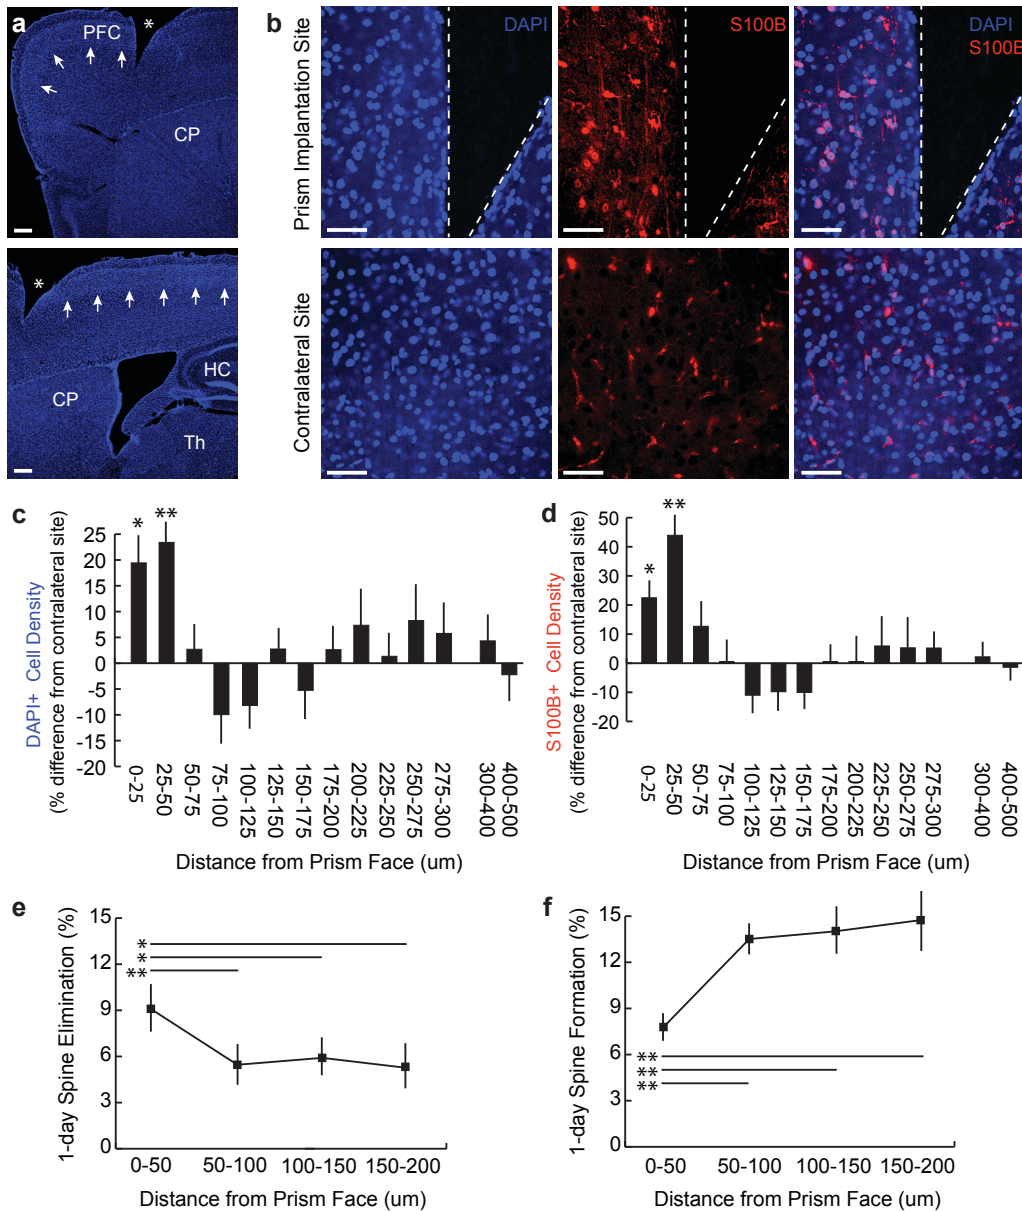 a
PFC
*
CP
*
CP
HC
Th
b
Prism Implantation Site
DAPI
S100B
DAPI
S100B
Contralateral Site
c
DAPI+ Cell Density
(% difference from contralateral site)
25
20
15
10
5
0
-5
-10
-15
-20
* **
0-25
25-50
50-75
75-100
100-125
125-150
150-175
175-200
200-225
225-250
250-275
275-300
300-400
400-500
Distance from Prism Face (um)
d
S100B+ Cell Density
(% difference from contralateral site)
50
40
30
20
10
0
-10
-20
* **
0-25
25-50
50-75
75-100
100-125
125-150
150-175
175-200
200-225
225-250
250-275
275-300
300-400
400-500
Distance from Prism Face (um)
e
1-day Spine Elimination (%)
15
12
9
6
3
0
*
*
**
0-50 50-100 100-150 150-200
Distance from Prism Face (um)
f
1-day Spine Formation (%)
15
12
9
6
3
0
**
**
**
0-50 50-100 100-150 150-200
Distance from Prism Face (um)